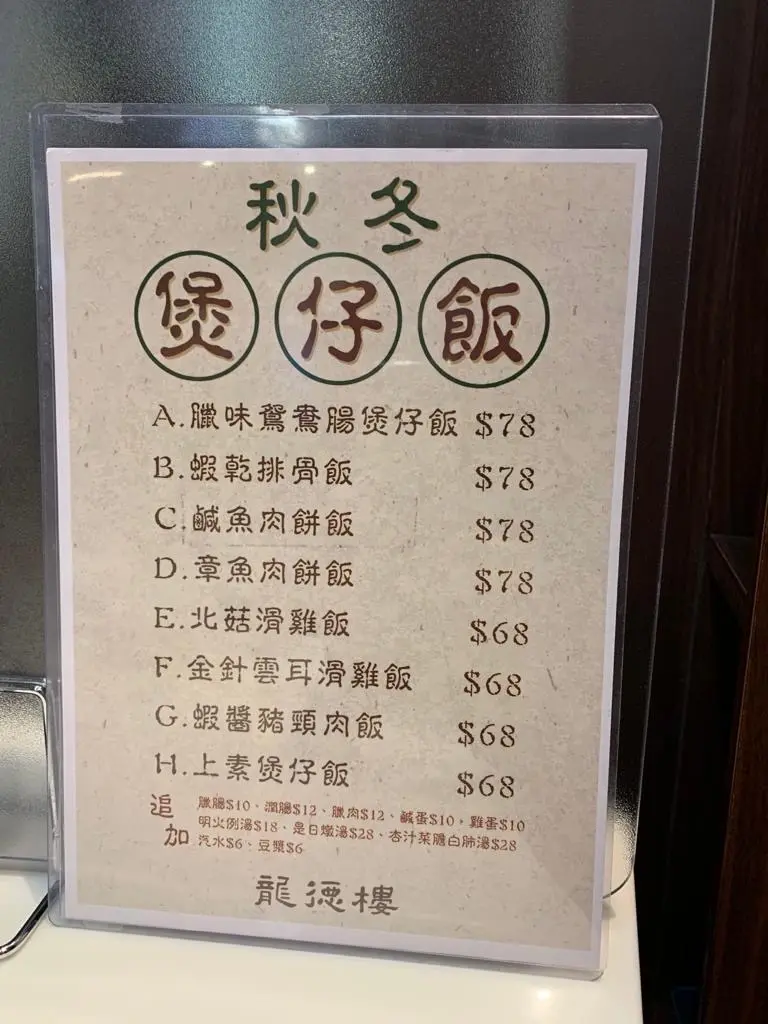 秋冬
煲仔飯
A.臘味鴛鴦腸煲仔飯 $78
B.蝦乾排骨飯 $78
C.鹹魚肉餅飯 $78
D.章魚肉餅飯 $78
E.北菇滑雞飯 $68
F.金針雲耳滑雞飯 $68
G.蝦醬豬頸肉飯 $68
H.上素煲仔飯 $68
追加
臘腸$10、潤腸$12、臘肉$12、鹹蛋$10，雞蛋$10
明火例湯$18、是日燉湯$28、杏汁菜膽白肺湯$28
汽水$6、豆漿$6
龍德樓